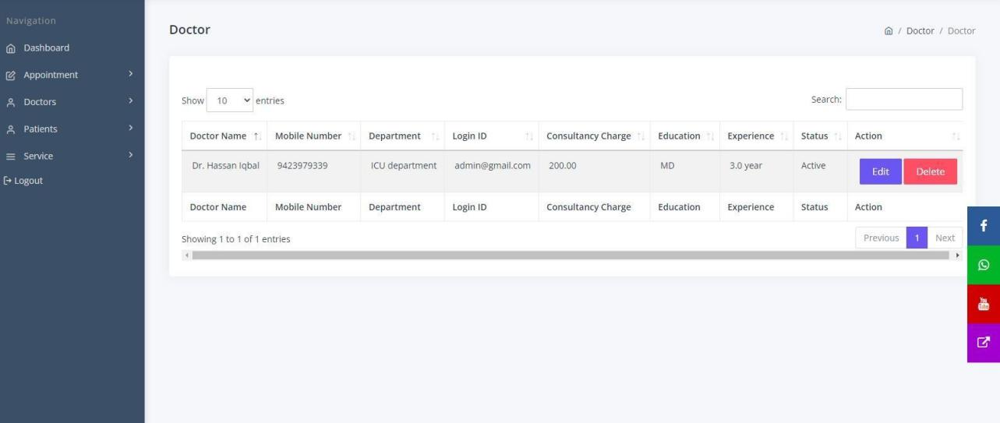 Navigation
Dashboard
Appointment
Doctors
Patients
Service
Logout
Doctor
/ Doctor / Doctor
Show 10 entries
Search:
Doctor Name Mobile Number Department Login ID Consultancy Charge Education Experience Status Action
Dr. Hassan Iqbal 9423979339 ICU department admin@gmail.com 200.00 MD 3.0 year Active Edit Delete
Doctor Name Mobile Number Department Login ID Consultancy Charge Education Experience Status Action
Showing 1 to 1 of 1 entries
Previous 1 Next
You
Tube